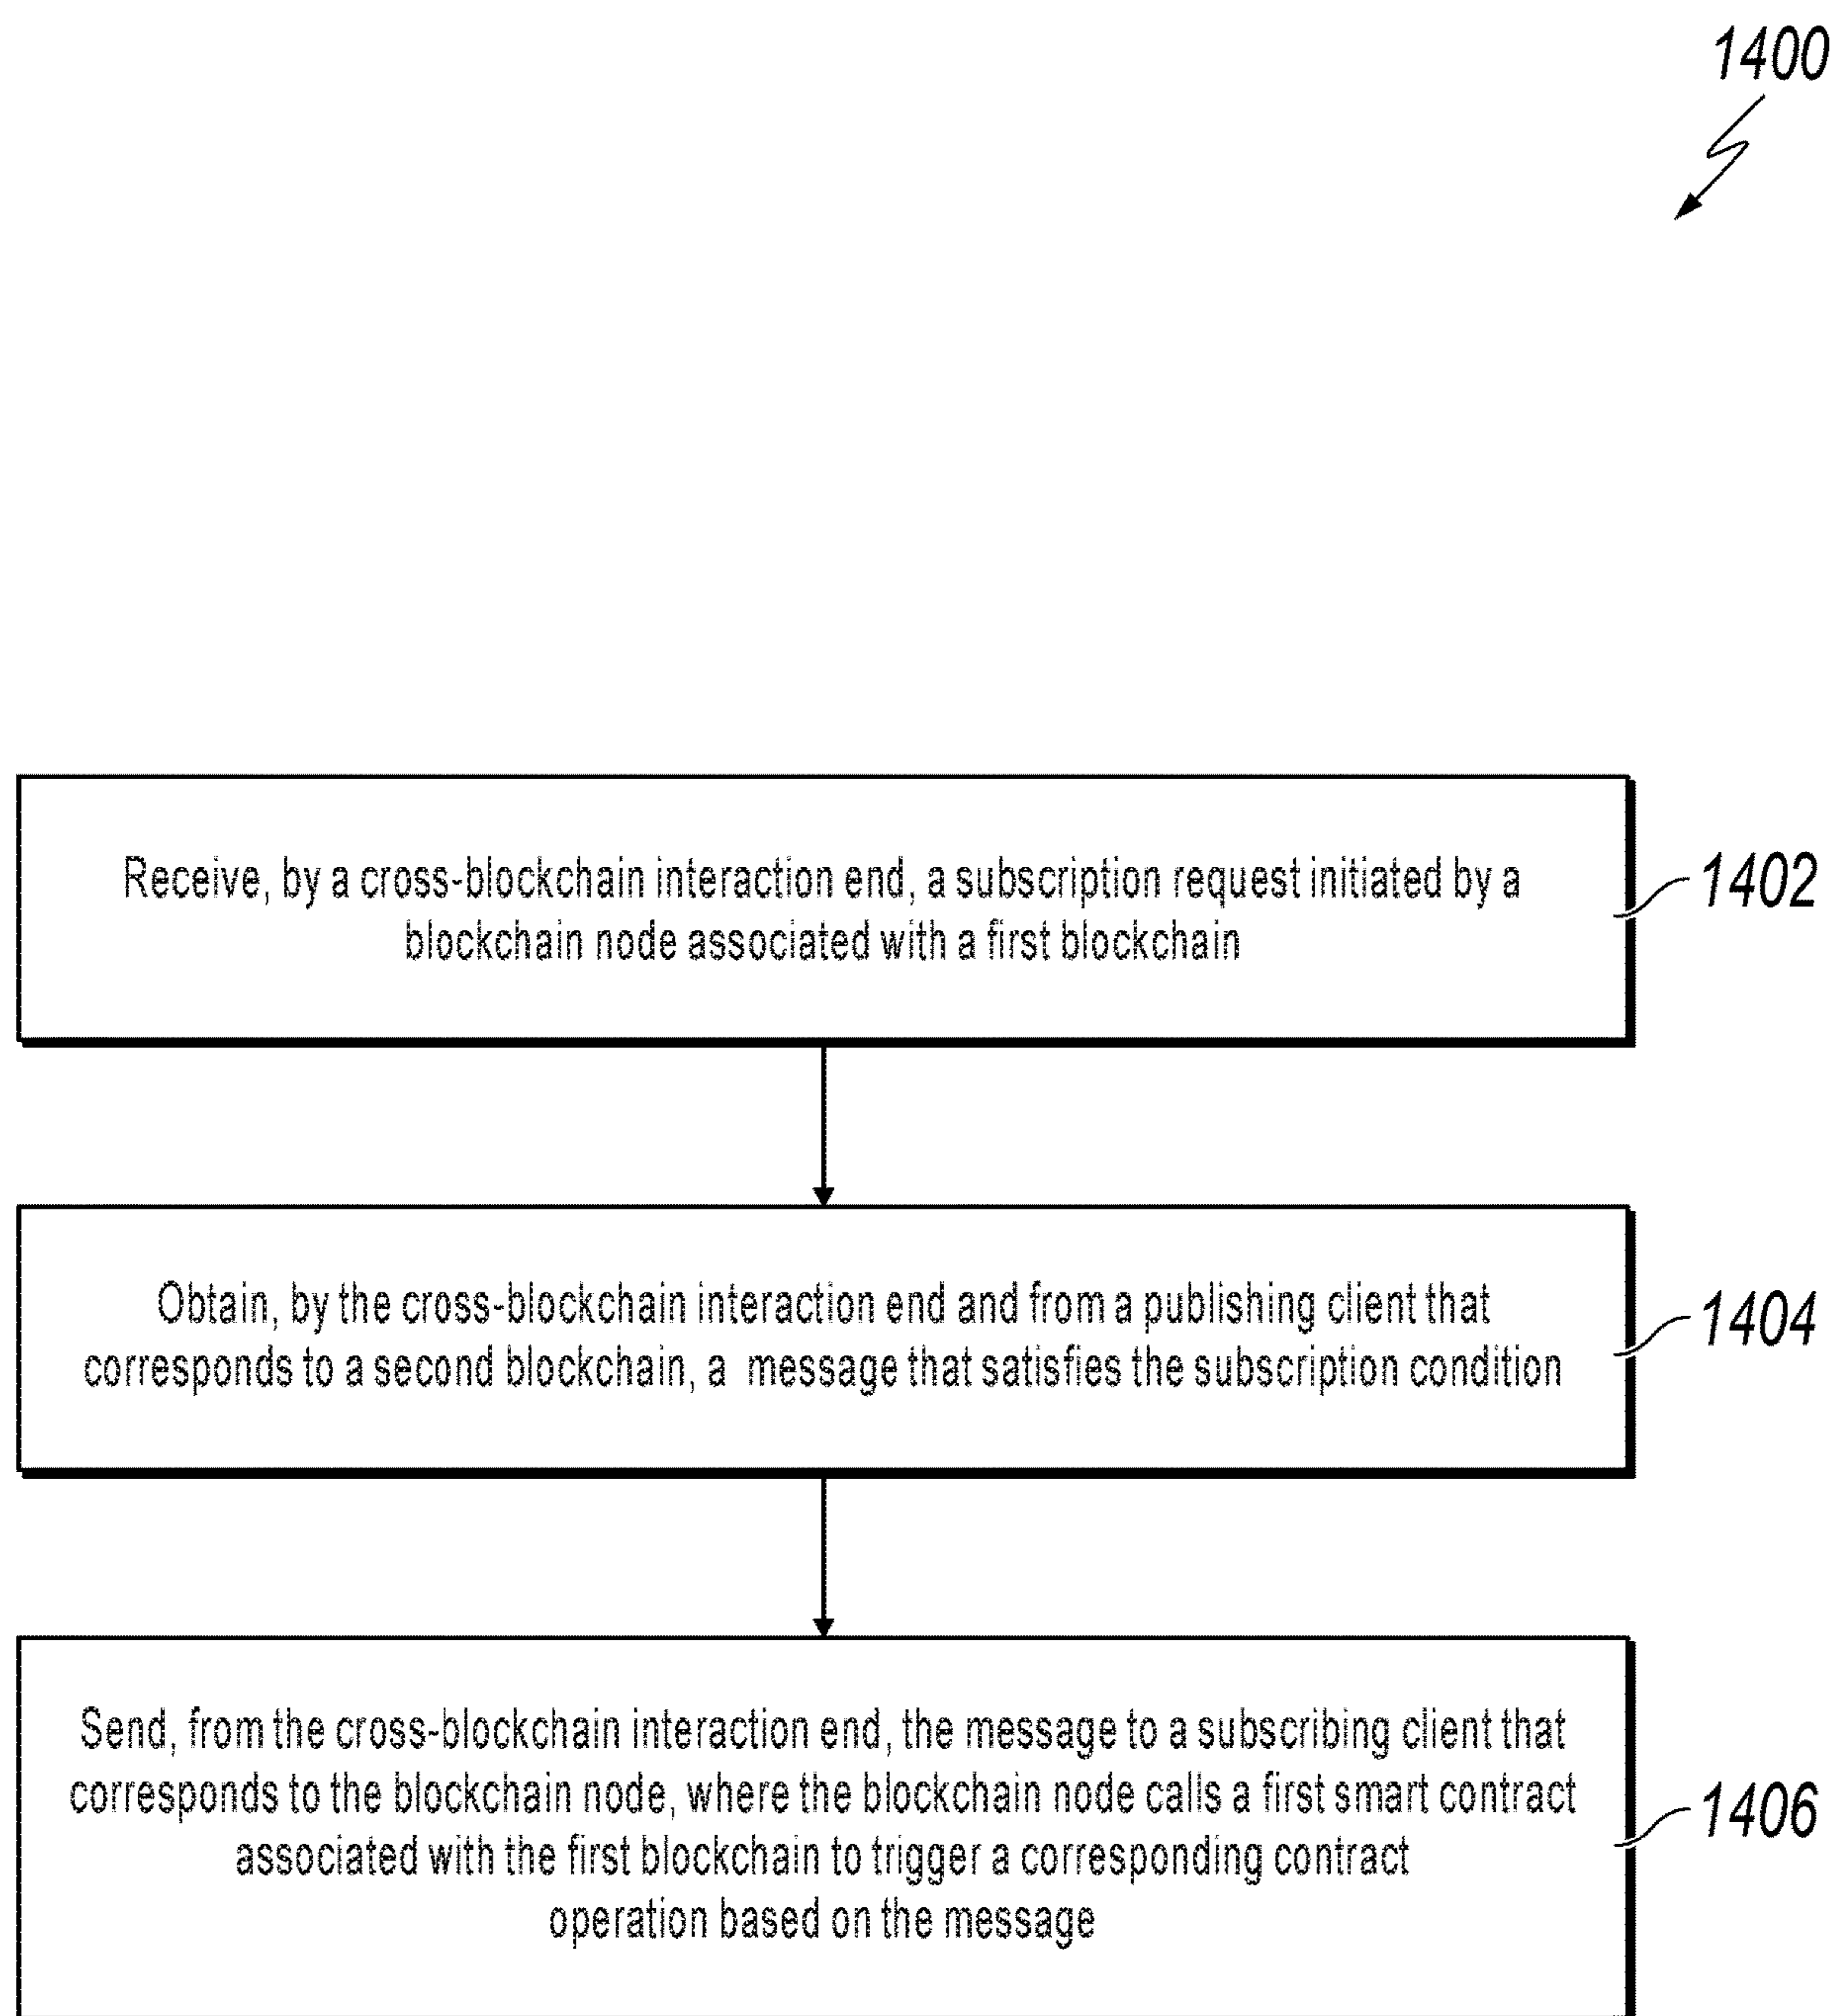 1400
Receive, by a cross-blockchain interaction end, a subscription request initiated by a
blockchain node associated with a first blockchain
1402
Obtain, by the cross-blockchain interaction end and from a publishing client that
corresponds to a second blockchain, a message that satisfies the subscription condition
1404
Send, from the cross-blockchain interaction end, the message to a subscribing client that
corresponds to the blockchain node, where the blockchain node calls a first smart contract
associated with the first blockchain to trigger a corresponding contract
operation based on the message
1406